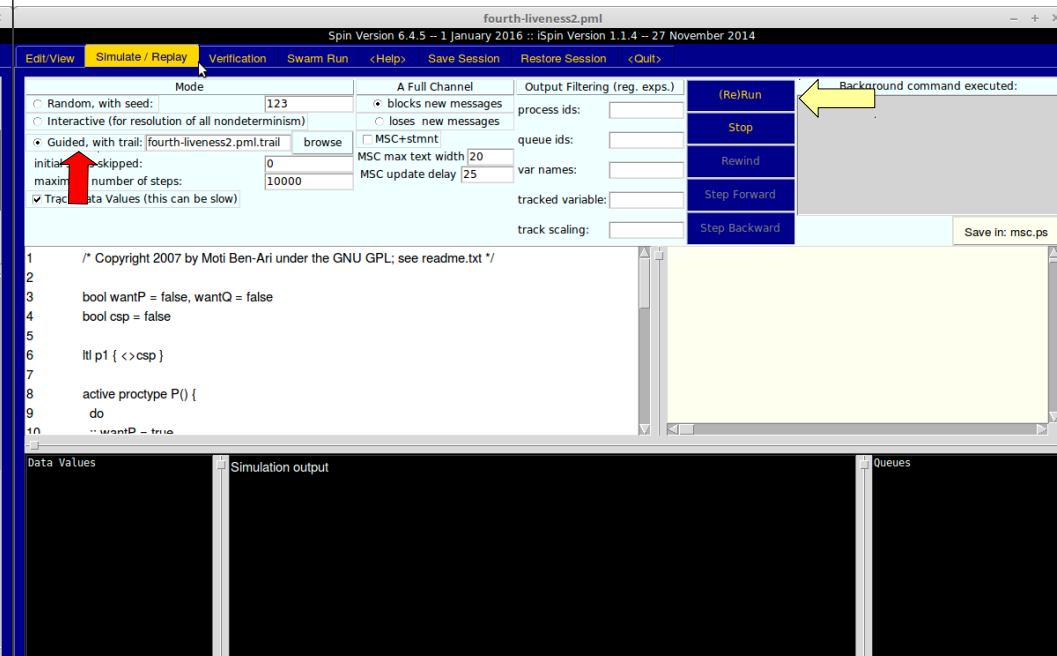 fourth-liveness2.pml
Spin Version 6.4.5 -- 1 January 2016 :: iSpin Version 1.1.4 -- 27 November 2014
Edit/View Simulate / Replay Verification Swarm Run <Help> Save Session Restore Session <Quit>
Mode
Random, with seed: 123
Interactive (for resolution of all nondeterminism)
Guided, with trail: fourth-liveness2.pml.trail browse
initial skipped: 0
number of steps: 10000
Data Values (this can be slow)
A Full Channel
blocks new messages
loses new messages
MSC+stmnt
MSC max text width 20
MSC update delay 25
Output Filtering (reg. exps.)
process ids:
queue ids:
var names:
tracked variable:
track scaling:
(Re)Run
Stop
Rewind
Step Forward
Step Backward
Background command executed:
Save in: msc.ps
1 /* Copyright 2007 by Moti Ben-Ari under the GNU GPL; see readme.txt */
2
3 bool wantP = false, wantQ = false
4 bool csp = false
5
6 ltl p1 { <>csp }
7
8 active proctype P() {
9 do
10 :: wantP = true
Data Values
Simulation output
Queues